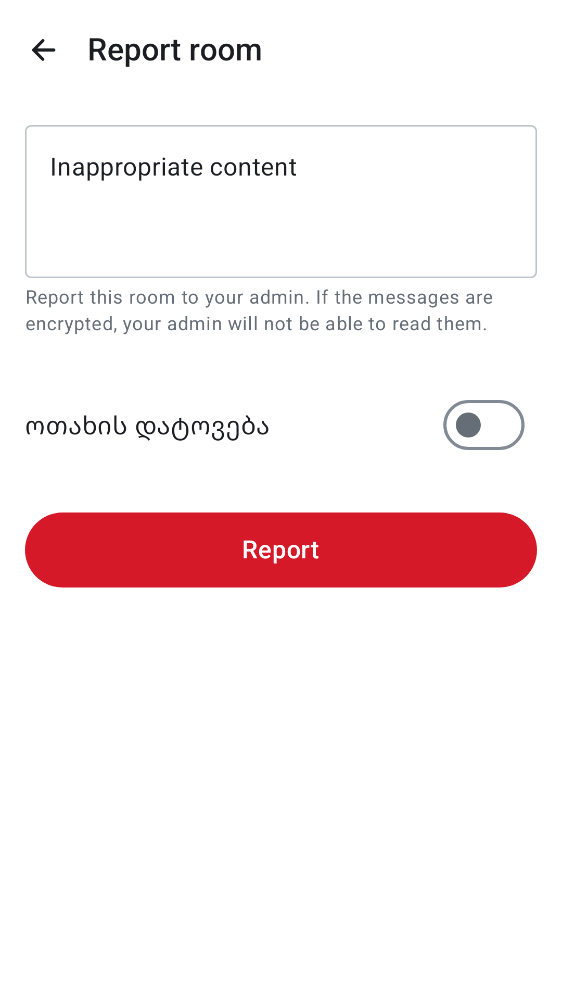 Report room
Inappropriate content
Report this room to your admin. If the messages are
encrypted, your admin will not be able to read them.
ოთახის დატოვება
Report